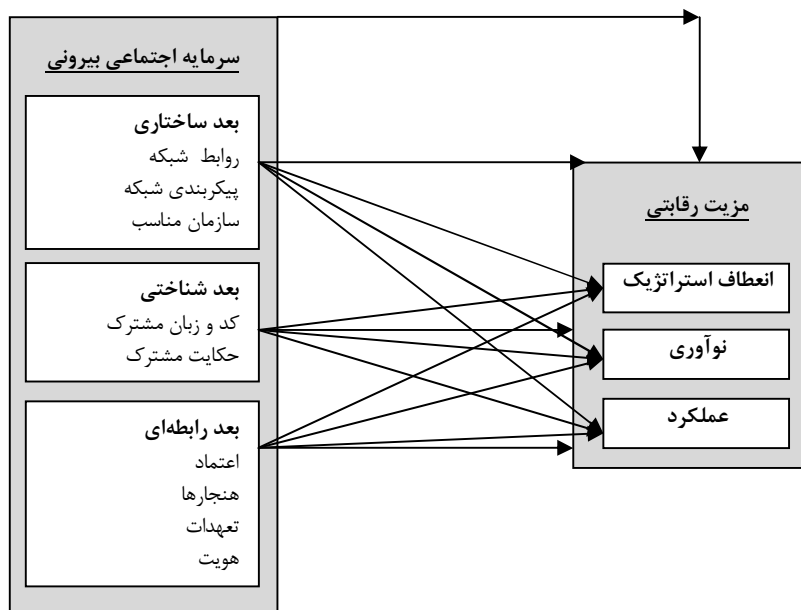 سرمایه اجتماعی بیرونی
بعد ساختاری
روابط شبکه
پیکربندی شبکه
سازمان مناسب
بعد شناختی
کد و زبان مشترک
حکایت مشترک
بعد رابطه‌ای
اعتماد
هنجارها
تعهدات
هویت
مزیت رقابتی
انعطاف استراتژیک
نوآوری
عملکرد